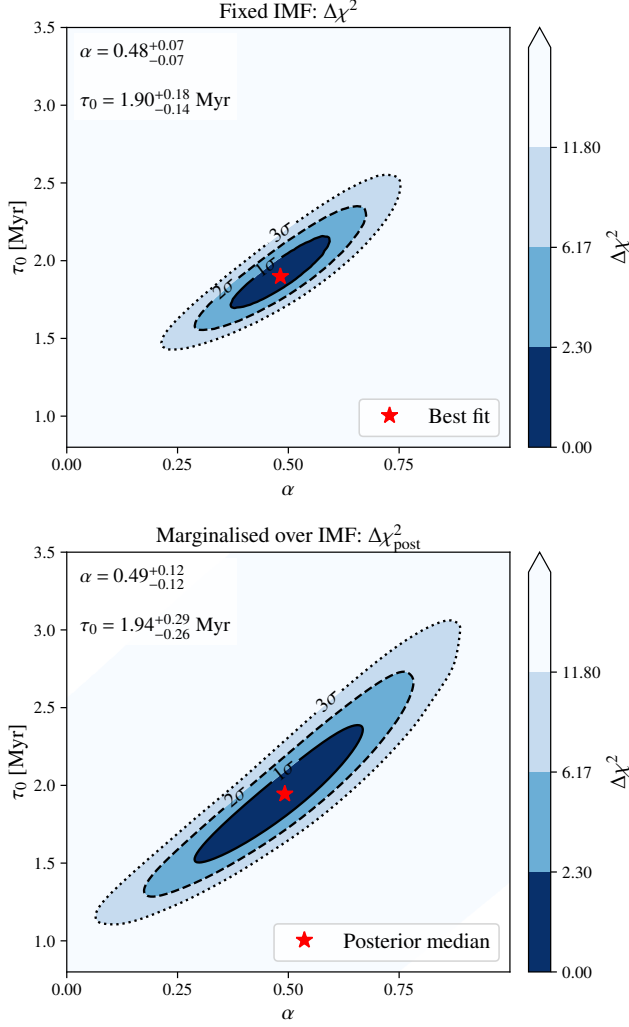 Fixed IMF: Δχ²
α = 0.48^{+0.07}_{-0.07}
τ₀ = 1.90^{+0.18}_{-0.14} Myr
3σ
1σ
2σ
Best fit
3.5
3.0
2.5
2.0
1.5
1.0
τ₀ [Myr]
0.00
0.25
0.50
0.75
α
11.80
6.17
2.30
0.00
Δχ²
Marginalised over IMF: Δχ²_{post}
α = 0.49^{+0.12}_{-0.12}
τ₀ = 1.94^{+0.29}_{-0.26} Myr
3σ
1σ
2σ
Posterior median
3.5
3.0
2.5
2.0
1.5
1.0
τ₀ [Myr]
0.00
0.25
0.50
0.75
α
11.80
6.17
2.30
0.00
Δχ²